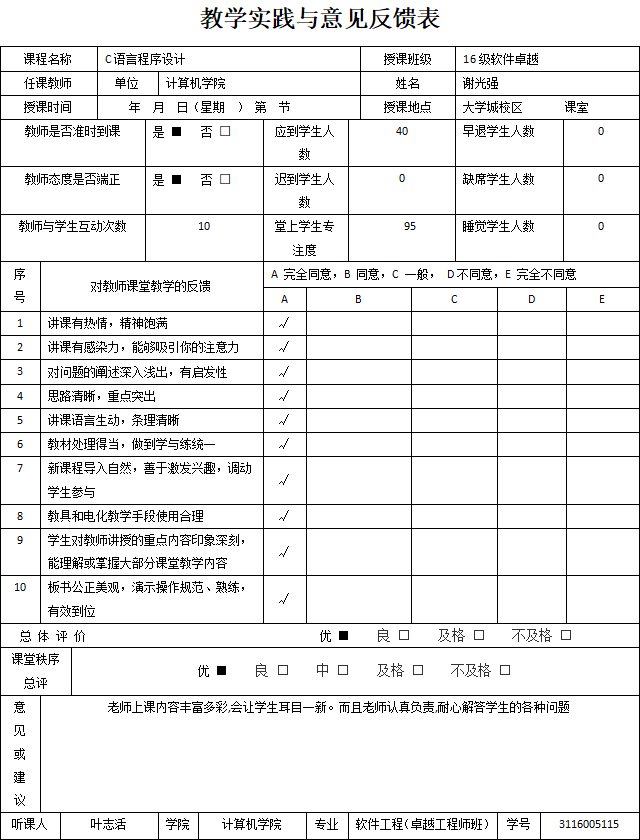 教学实践与意见反馈表
课程名称 C 语言程序设计 授课班级 16 级软件卓越
任课教师 单位 计算机学院 姓名 谢光强
授课时间 年 月 日（星期 ）第 节 授课地点 大学城校区 课室
教师是否准时到课 是 ■ 否 □ 应到学生人数 40 早退学生人数 0
教师态度是否端正 是 ■ 否 □ 迟到学生人数 0 缺席学生人数 0
教师与学生互动次数 10 堂上学生专注度 95 睡觉学生人数 0
序号 对教师课堂教学的反馈 A 完全同意，B 同意，C 一般， D 不同意，E 完全不同意
A B C D E
1 讲课有热情，精神饱满 √
2 讲课有感染力，能够吸引你的注意力 √
3 对问题的阐述深入浅出，有启发性 √
4 思路清晰，重点突出 √
5 讲课语言生动，条理清晰 √
6 教材处理得当，做到学与练统一 √
7 新课程导入自然，善于激发兴趣，调动
学生参与 √
8 教具和电化教学手段使用合理 √
9 学生对教师讲授的重点内容印象深刻，
能理解或掌握大部分课堂教学内容 √
10 板书公正美观，演示操作规范、熟练，
有效到位 √
总 体 评 价 优 ■ 良 □ 及格 □ 不及格 □
课堂秩序总评 优 ■ 良 □ 中 □ 及格 □ 不及格 □
意见或建议 老师上课内容丰富多彩,会让学生耳目一新。而且老师认真负责,耐心解答学生的各种问题
听课人 叶志活 学院 计算机学院 专业 软件工程（卓越工程师班） 学号 3116005115